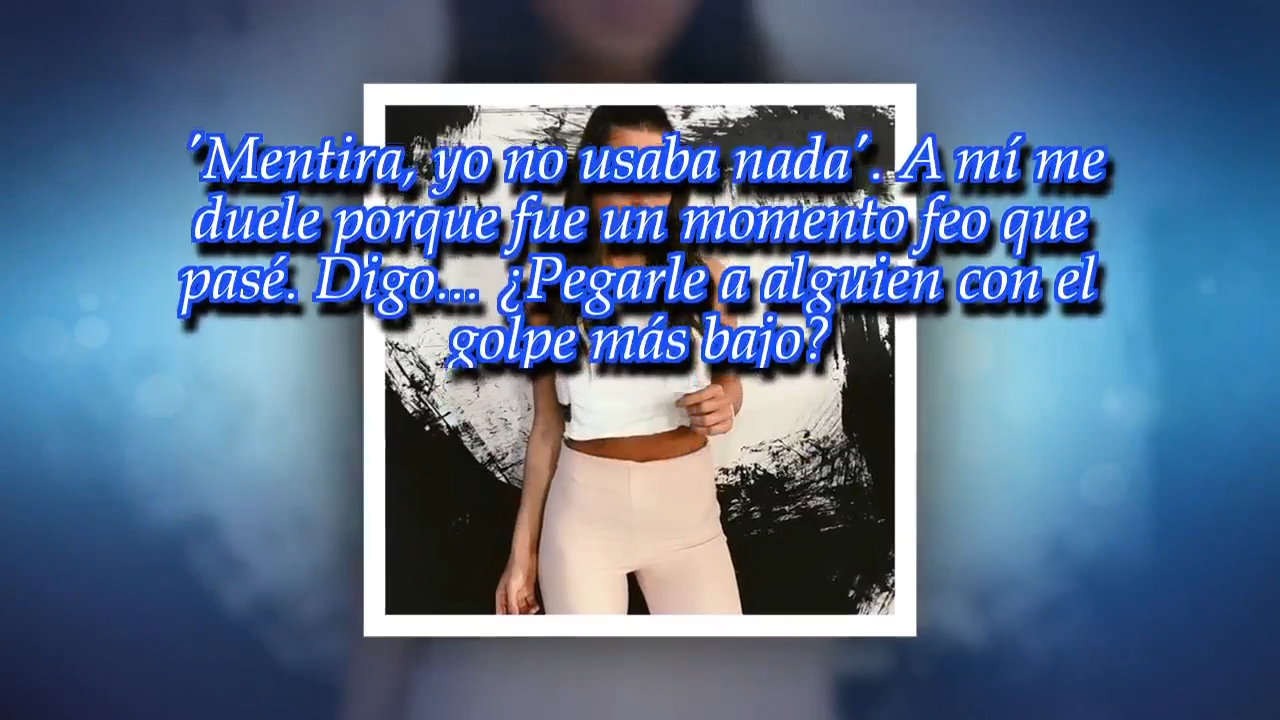 ´Mentira, yo no usaba nada´. A mí me
duele porque fue un momento feo que
pasé. Digo... ¿Pegarle a alguien con el
golpe más bajo?